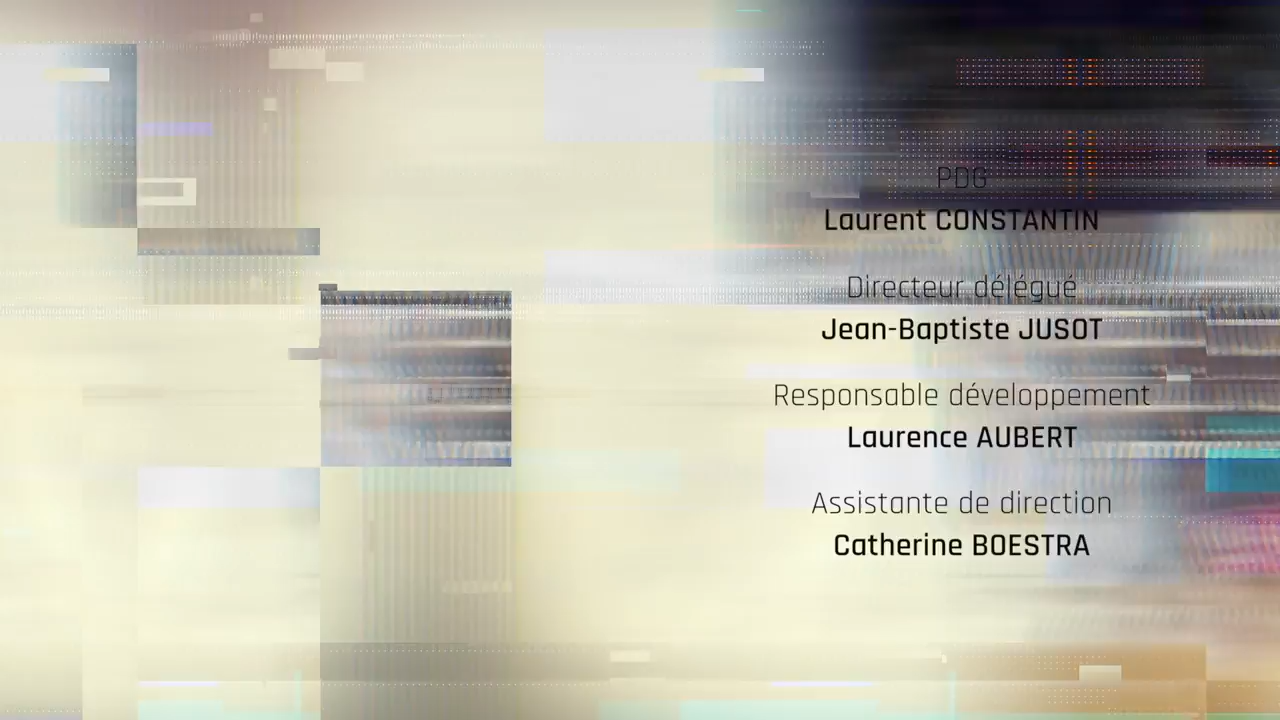 PDG
Laurent CONSTANTIN
Directeur délégué
Jean-Baptiste JUSOT
Responsable développement
Laurence AUBERT
Assistante de direction
Catherine BOESTRA